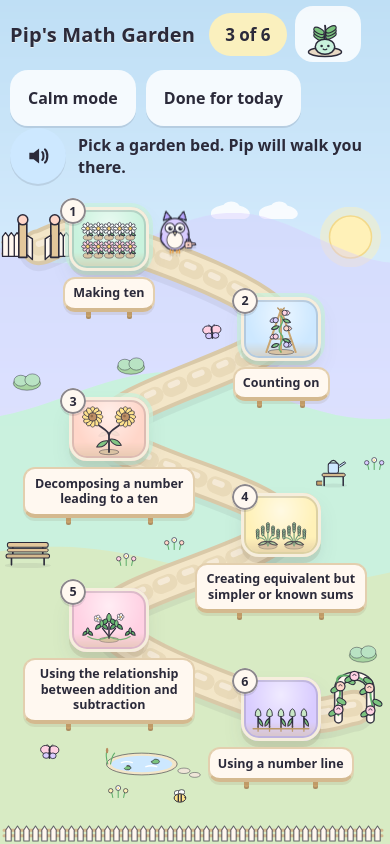 Pip's Math Garden
3 of 6
Calm mode
Done for today
Pick a garden bed. Pip will walk you
there.
1
Making ten
2
Counting on
3
Decomposing a number
leading to a ten
4
Creating equivalent but
simpler or known sums
5
Using the relationship
between addition and
subtraction
6
Using a number line